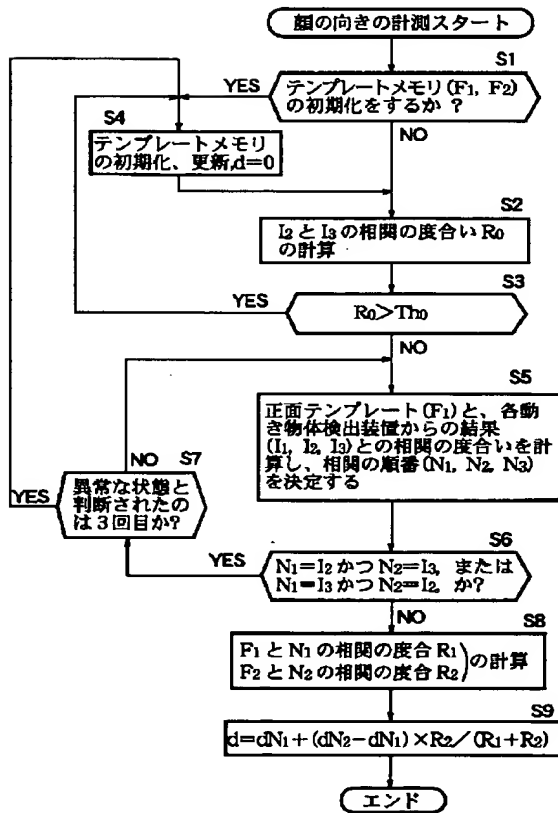 顔の向きの計測スタート
S1
テンプレートメモリ(F₁, F₂)
の初期化をするか？
YES
NO
S4
テンプレートメモリ
の初期化、更新,d=0
S2
I₂とI₃の相関の度合いR₀
の計算
S3
YES
R₀>Th₀
NO
S5
正面テンプレート(F₁)と、各動
き物体検出装置からの結果
(I₁, I₂, I₃)との相関の度合いを計
算し、相関の順番(N₁, N₂, N₃)
を決定する
NO
S7
YES
異常な状態と
判断されたの
は３回目か？
S6
YES
N₁=I₂かつN₂=I₃, または
N₁=I₃かつN₂=I₂, か？
NO
S8
F₁とN₁の相関の度合R₁
F₂とN₂の相関の度合R₂
)の計算
S9
d=dN₁+(dN₂−dN₁)×R₂／(R₁+R₂)
エンド